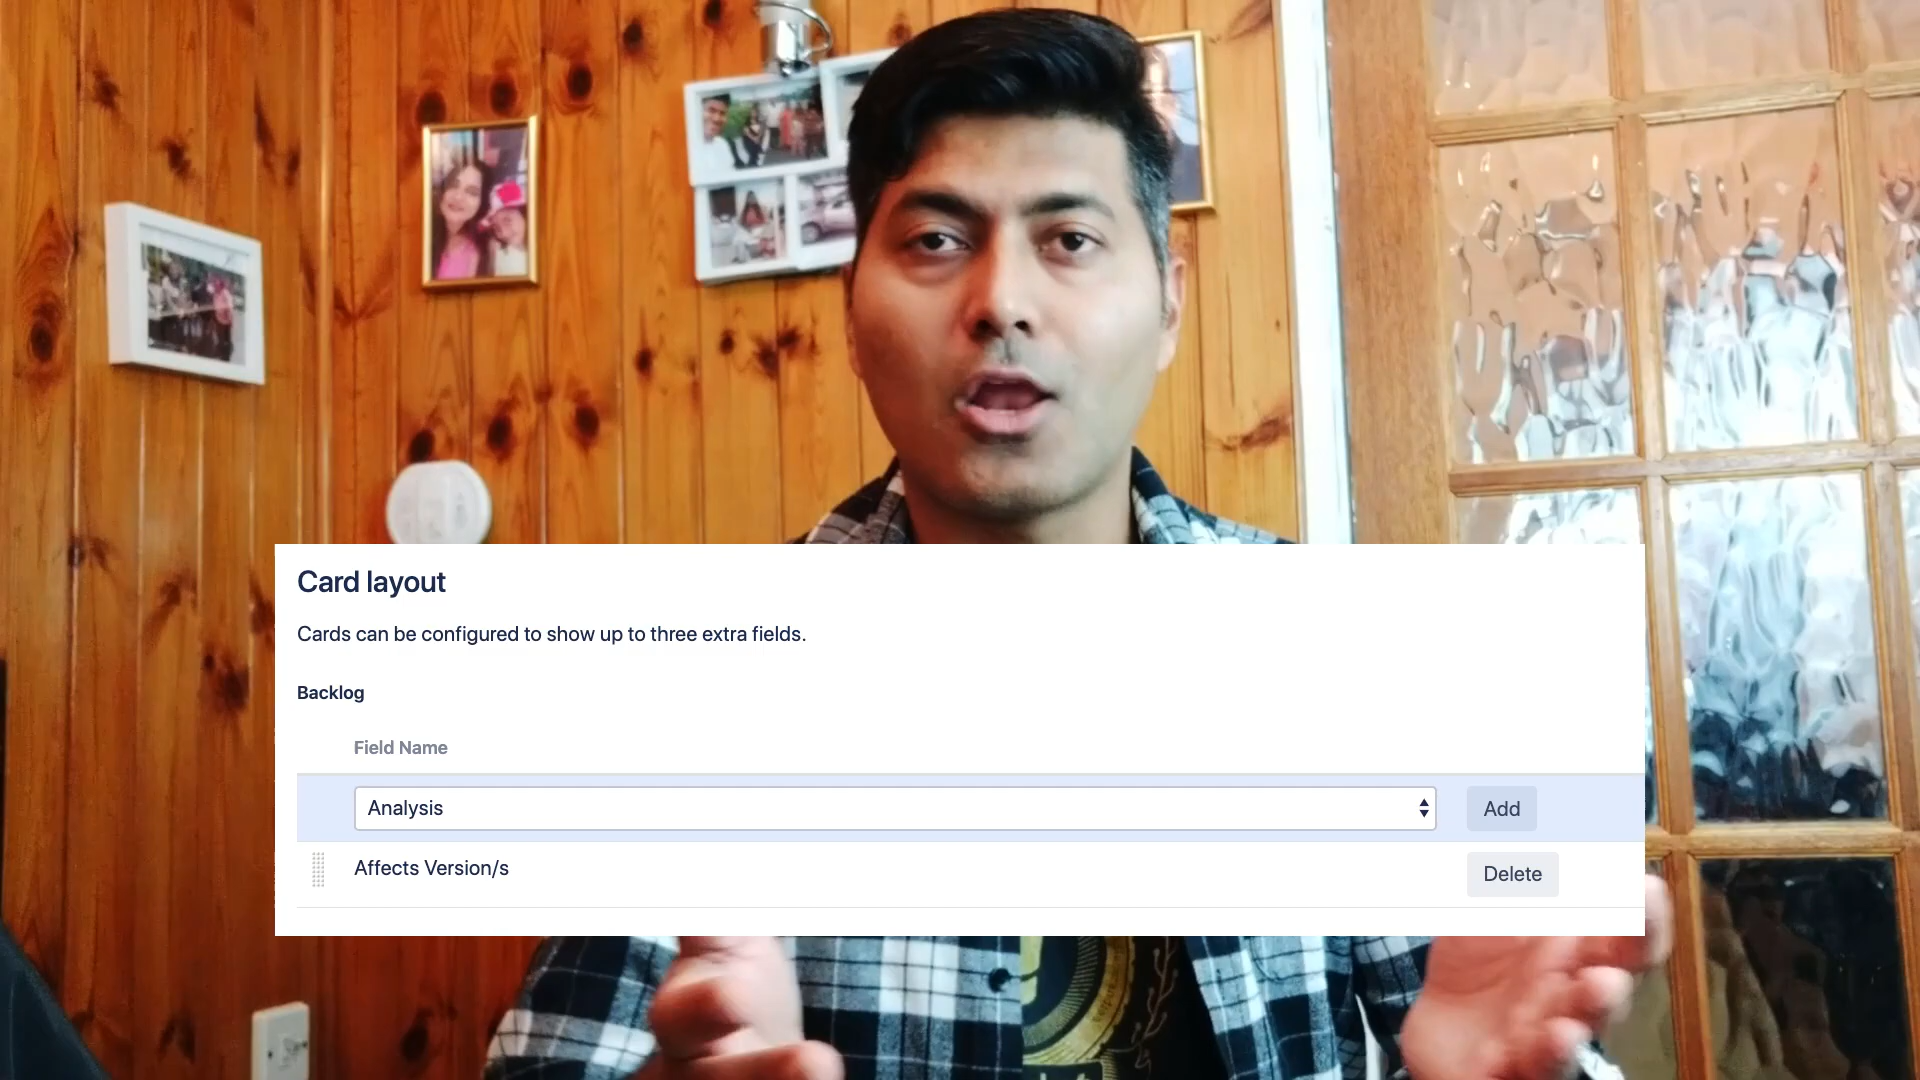 Card layout
Cards can be configured to show up to three extra fields.
Backlog
Field Name
Analysis
Add
Affects Version/s
Delete